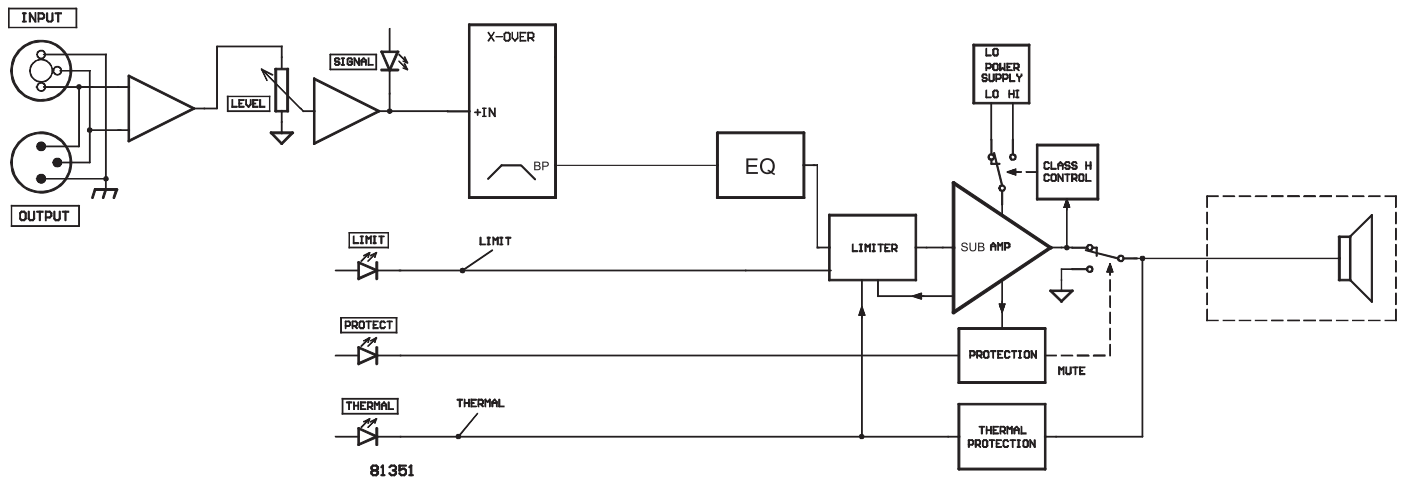 INPUT
OUTPUT
LEVEL
SIGNAL
X-OVER
+IN
BP
EQ
LO
POWER
SUPPLY
LO HI
CLASS H
CONTROL
LIMIT
LIMIT
LIMITER
SUB AMP
PROTECT
PROTECTION
MUTE
THERMAL
THERMAL
THERMAL
PROTECTION
81351